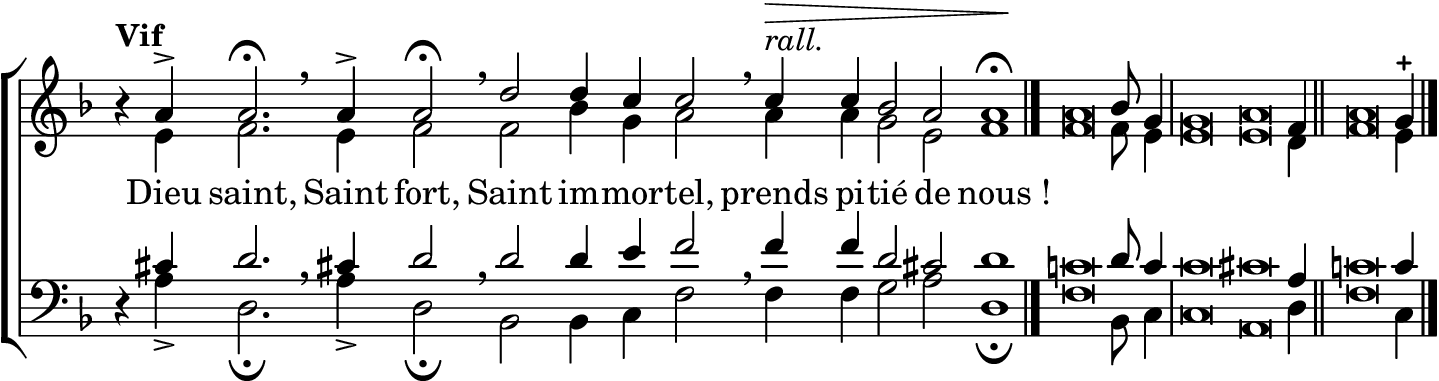 Vif
rall.
Dieu saint, Saint fort, Saint immortel, prends pitié de nous !